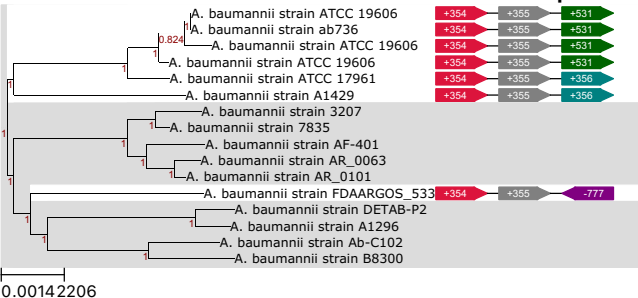 A. baumannii strain ATCC 19606 +354 +355 +531
A. baumannii strain ab736 +354 +355 +531
0.824 A. baumannii strain ATCC 19606 +354 +355 +531
1 A. baumannii strain ATCC 19606 +354 +355 +531
1 A. baumannii strain ATCC 17961 +354 +355 +356
1 A. baumannii strain A1429 +354 +355 +356
A. baumannii strain 3207
1 1 A. baumannii strain 7835
1 A. baumannii strain AF-401
1 A. baumannii strain AR_0063
1 1 A. baumannii strain AR_0101
A. baumannii strain FDAARGOS_533 +354 +355 -777
1 A. baumannii strain DETAB-P2
1 1 A. baumannii strain A1296
A. baumannii strain Ab-C102
1 A. baumannii strain B8300
0.00142206